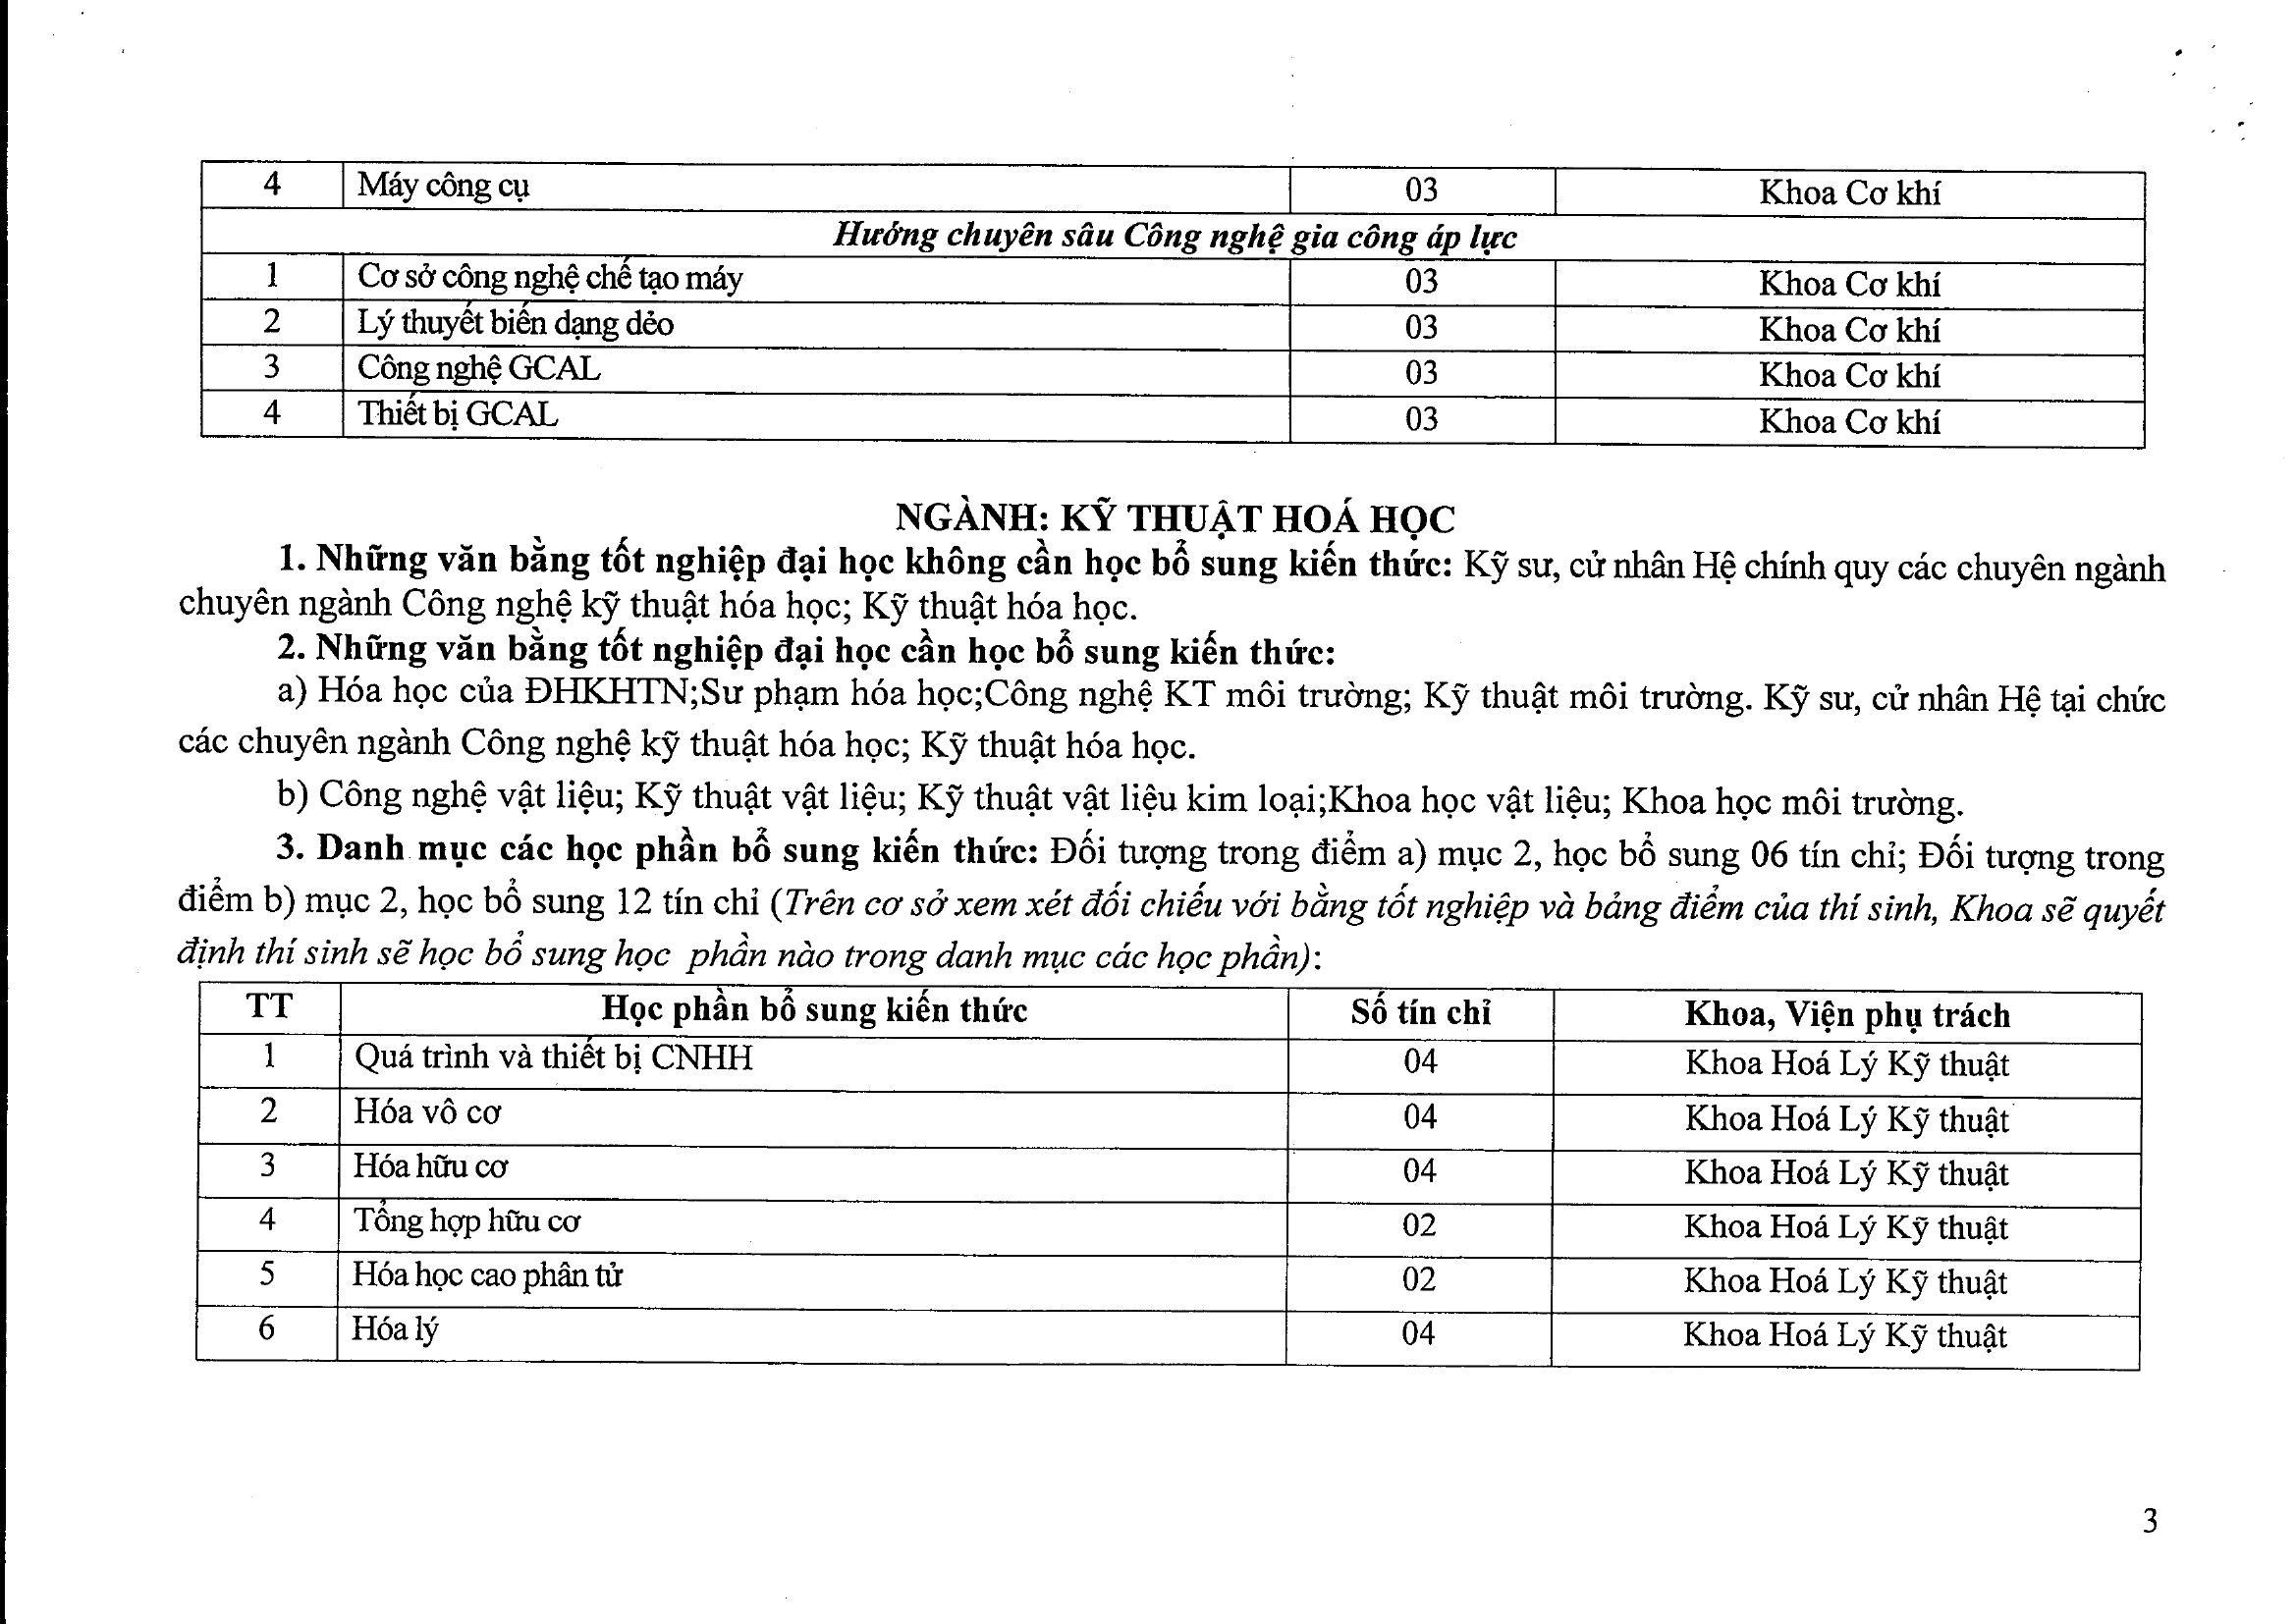 4 Máy công cụ 03 Khoa Cơ khí
Hướng chuyên sâu Công nghệ gia công áp lực
1 Cơ sở công nghệ chế tạo máy 03 Khoa Cơ khí
2 Lý thuyết biến dạng dẻo 03 Khoa Cơ khí
3 Công nghệ GCAL 03 Khoa Cơ khí
4 Thiết bị GCAL 03 Khoa Cơ khí
NGÀNH: KỸ THUẬT HOÁ HỌC
1. Những văn bằng tốt nghiệp đại học không cần học bổ sung kiến thức: Kỹ sư, cử nhân Hệ chính quy các chuyên ngành
chuyên ngành Công nghệ kỹ thuật hóa học; Kỹ thuật hóa học.
2. Những văn bằng tốt nghiệp đại học cần học bổ sung kiến thức:
a) Hóa học của ĐHKHTN;Sư phạm hóa học;Công nghệ KT môi trường; Kỹ thuật môi trường. Kỹ sư, cử nhân Hệ tại chức
các chuyên ngành Công nghệ kỹ thuật hóa học; Kỹ thuật hóa học.
b) Công nghệ vật liệu; Kỹ thuật vật liệu; Kỹ thuật vật liệu kim loại;Khoa học vật liệu; Khoa học môi trường.
3. Danh mục các học phần bổ sung kiến thức: Đối tượng trong điểm a) mục 2, học bổ sung 06 tín chỉ; Đối tượng trong
điểm b) mục 2, học bổ sung 12 tín chỉ (Trên cơ sở xem xét đối chiếu với bằng tốt nghiệp và bảng điểm của thí sinh, Khoa sẽ quyết
định thí sinh sẽ học bổ sung học phần nào trong danh mục các học phần):
TT Học phần bổ sung kiến thức Số tín chỉ Khoa, Viện phụ trách
1 Quá trình và thiết bị CNHH 04 Khoa Hoá Lý Kỹ thuật
2 Hóa vô cơ 04 Khoa Hoá Lý Kỹ thuật
3 Hóa hữu cơ 04 Khoa Hoá Lý Kỹ thuật
4 Tổng hợp hữu cơ 02 Khoa Hoá Lý Kỹ thuật
5 Hóa học cao phân tử 02 Khoa Hoá Lý Kỹ thuật
6 Hóa lý 04 Khoa Hoá Lý Kỹ thuật
3